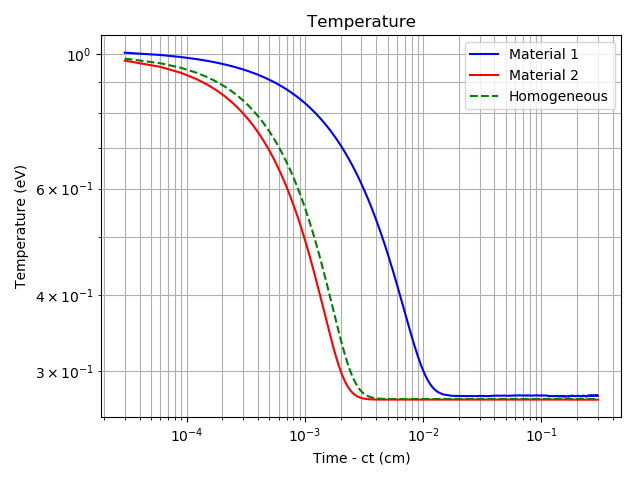 Temperature
Material 1
Material 2
Homogeneous
Temperature (eV)
10⁰
6 × 10⁻¹
4 × 10⁻¹
3 × 10⁻¹
10⁻⁴ 10⁻³ 10⁻² 10⁻¹
Time - ct (cm)